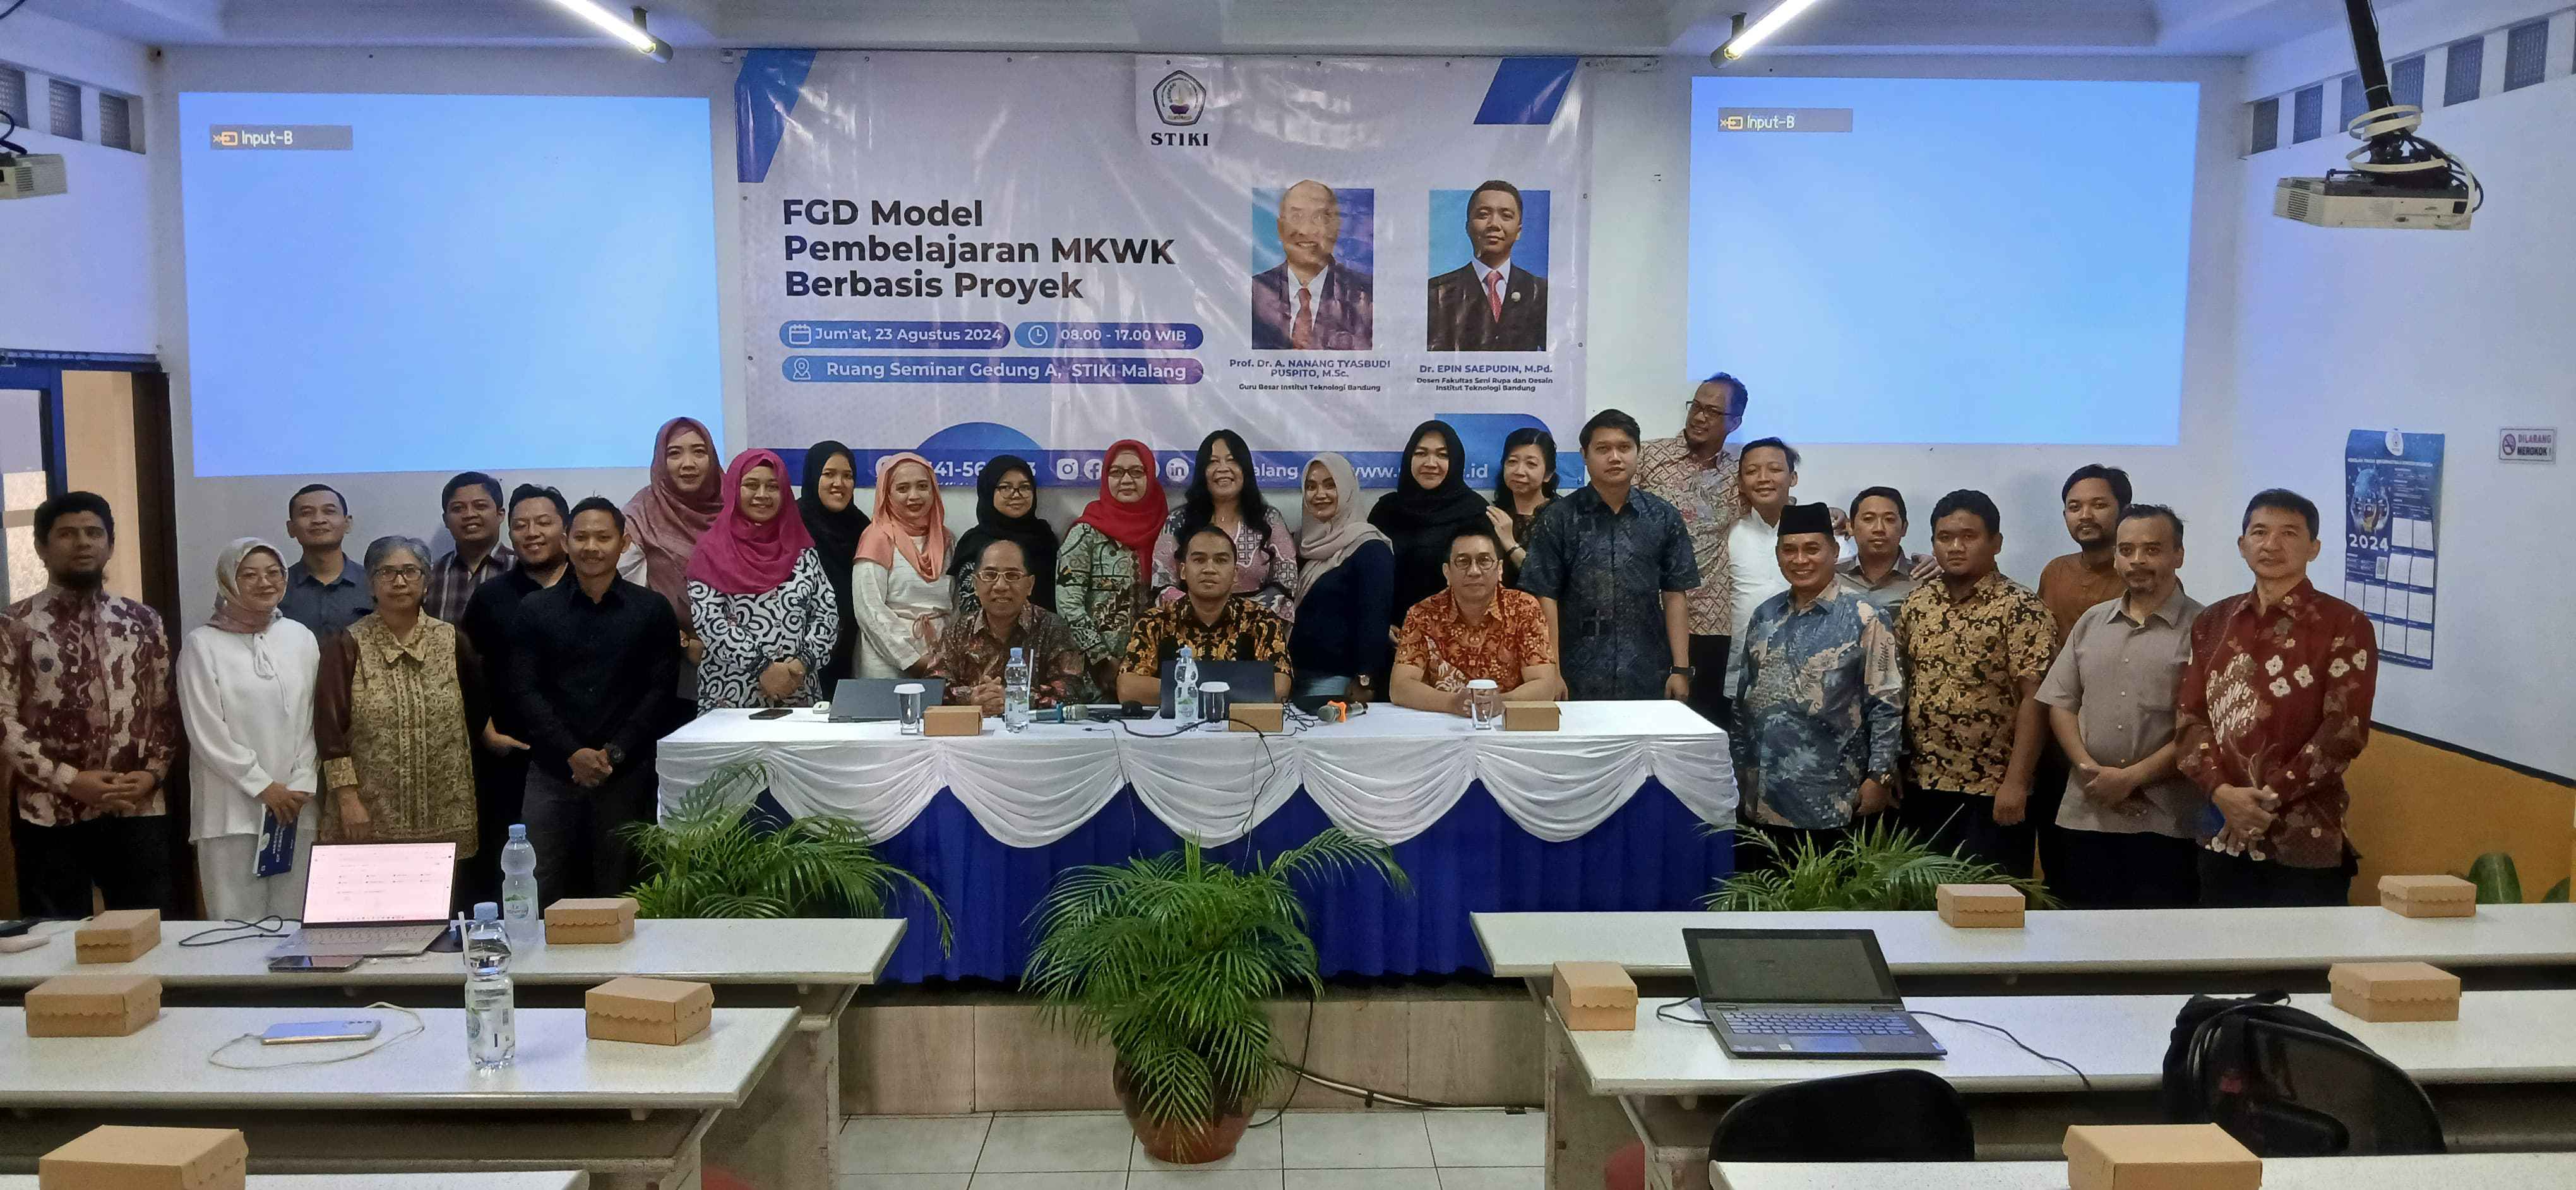 Input-B
STIKI
FGD Model
Pembelajaran MKWK
Berbasis Proyek
Jum'at, 23 Agustus 2024
08.00 - 17.00 WIB
Ruang Seminar Gedung A, STIKI Malang
Prof. Dr. A. NANANG TYASBUDI
PUSPITO, M.Sc.
Guru Besar Institut Teknologi Bandung
Dr. EPIN SAEPUDIN, M.Pd.
Dosen Fakultas Seni Rupa dan Desain
Institut Teknologi Bandung
Input-B
DILARANG
MEROKOK !
2024